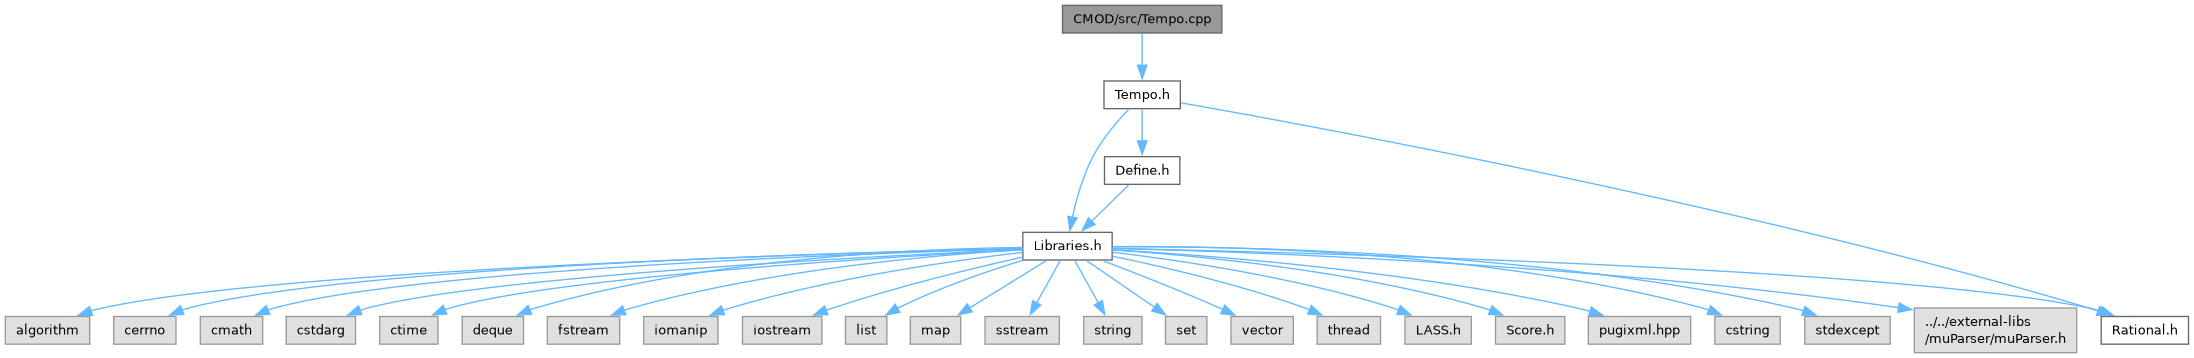 CMOD/src/Tempo.cpp
Tempo.h
Define.h
Libraries.h
algorithm
cerrno
cmath
cstdarg
ctime
deque
fstream
iomanip
iostream
list
map
sstream
string
set
vector
thread
LASS.h
Score.h
pugixml.hpp
cstring
stdexcept
../../external-libs
/muParser/muParser.h
Rational.h